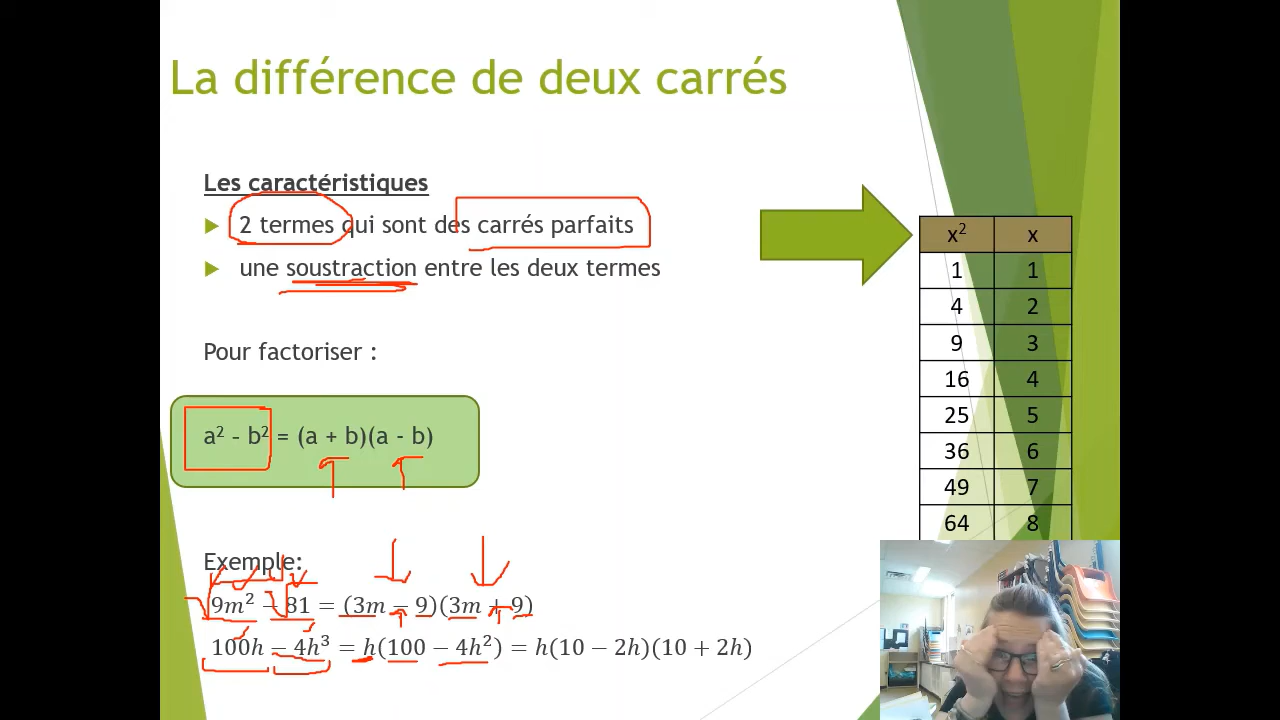 La différence de deux carrés
Les caractéristiques
2 termes qui sont des carrés parfaits
une soustraction entre les deux termes
Pour factoriser :
a² - b² = (a + b)(a - b)
Exemple:
9m² − 81 = (3m − 9)(3m + 9)
100h − 4h³ = h(100 − 4h²) = h(10 − 2h)(10 + 2h)
x² x
1 1
4 2
9 3
16 4
25 5
36 6
49 7
64 8